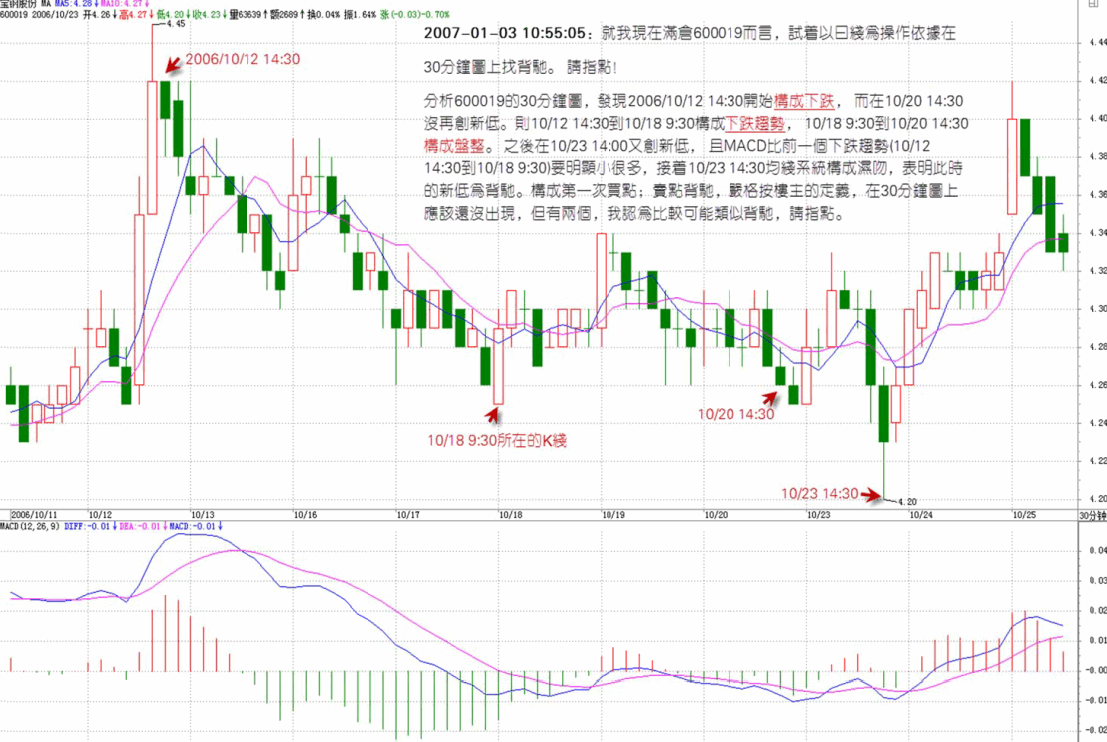 宝钢股份 MA MA5:4.28↓MA10:4.27↓
600019 2006/10/23 开4.26↓高4.27↓低4.20↓收4.23↓量63639↑额2689↑换0.04% 振1.64% 涨(-0.03)-0.70%
2007-01-03 10:55:05：就我現在滿倉600019而言，試着以日綫爲操作依據在
30分鐘圖上找背馳。 請指點!
分析600019的30分鐘圖，發現2006/10/12 14:30開始構成下跌， 而在10/20 14:30
沒再創新低。則10/12 14:30到10/18 9:30構成下跌趨勢， 10/18 9:30到10/20 14:30
構成盤整。 之後在10/23 14:00又創新低， 且MACD比前一個下跌趨勢(10/12
14:30到10/18 9:30)要明顯小很多，接着10/23 14:30均綫系統構成濕吻，表明此時
的新低爲背馳。構成第一次買點；賣點背馳，嚴格按樓主的定義，在30分鐘圖上
應該還沒出現，但有兩個，我認爲比較可能類似背馳，請指點。
4.45
2006/10/12 14:30
10/18 9:30所在的K綫
10/20 14:30
10/23 14:30
4.20
4.44
4.42
4.40
4.38
4.36
4.34
4.32
4.30
4.28
4.26
4.24
4.22
4.20
2006/10/11 10/12 10/13 10/16 10/17 10/18 10/19 10/20 10/23 10/24 10/25 30分钟
MACD(12,26,9) DIFF:-0.01↓DEA:-0.01↓MACD:-0.01↓
0.04
0.03
0.02
0.01
-0.00
-0.01
-0.02